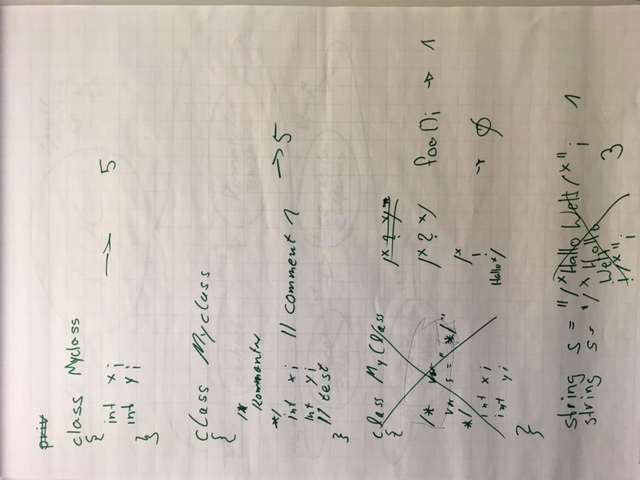 priv
class Myclass
{
int x;
int y;
}
→ 5
class Myclass
{
/*
Kommentar
*/
int x; // comment 1 → 5
int y;
// test
}
class MyClass
{
/* var
var s = "*/"
*/
int x;
int y;
}
/* ? */
/* ? */ foo(); → 1
/*
!
Hallo */ → ø
string s = "/*Hallo Welt/*"; 1
string s = "/* Hallo
Welt
!/*"; 3